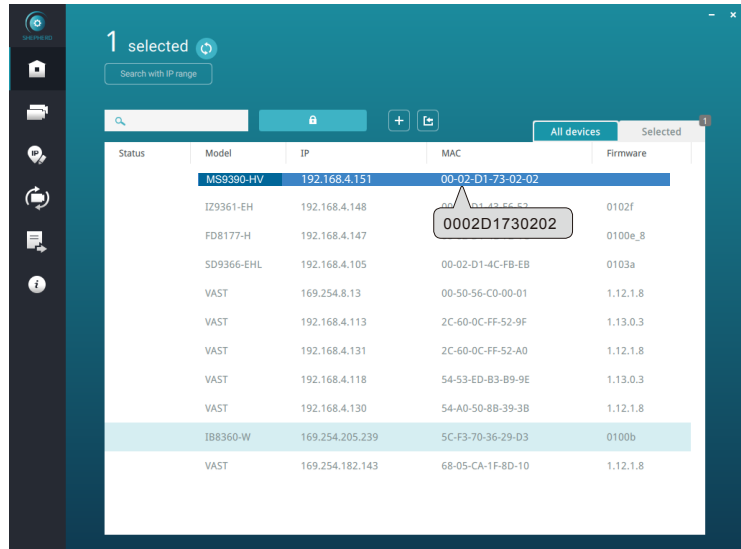 SHEPHERD
1 selected
Search with IP range
All devices Selected 1
Status Model IP MAC Firmware
MS9390-HV 192.168.4.151 00-02-D1-73-02-02
IZ9361-EH 192.168.4.148 0102f
0002D1730202
FD8177-H 192.168.4.147 0100e_8
SD9366-EHL 192.168.4.105 00-02-D1-4C-FB-EB 0103a
VAST 169.254.8.13 00-50-56-C0-00-01 1.12.1.8
VAST 192.168.4.113 2C-60-0C-FF-52-9F 1.13.0.3
VAST 192.168.4.131 2C-60-0C-FF-52-A0 1.12.1.8
VAST 192.168.4.118 54-53-ED-B3-B9-9E 1.13.0.3
VAST 192.168.4.130 54-A0-50-8B-39-3B 1.12.1.8
IB8360-W 169.254.205.239 5C-F3-70-36-29-D3 0100b
VAST 169.254.182.143 68-05-CA-1F-8D-10 1.12.1.8
IP